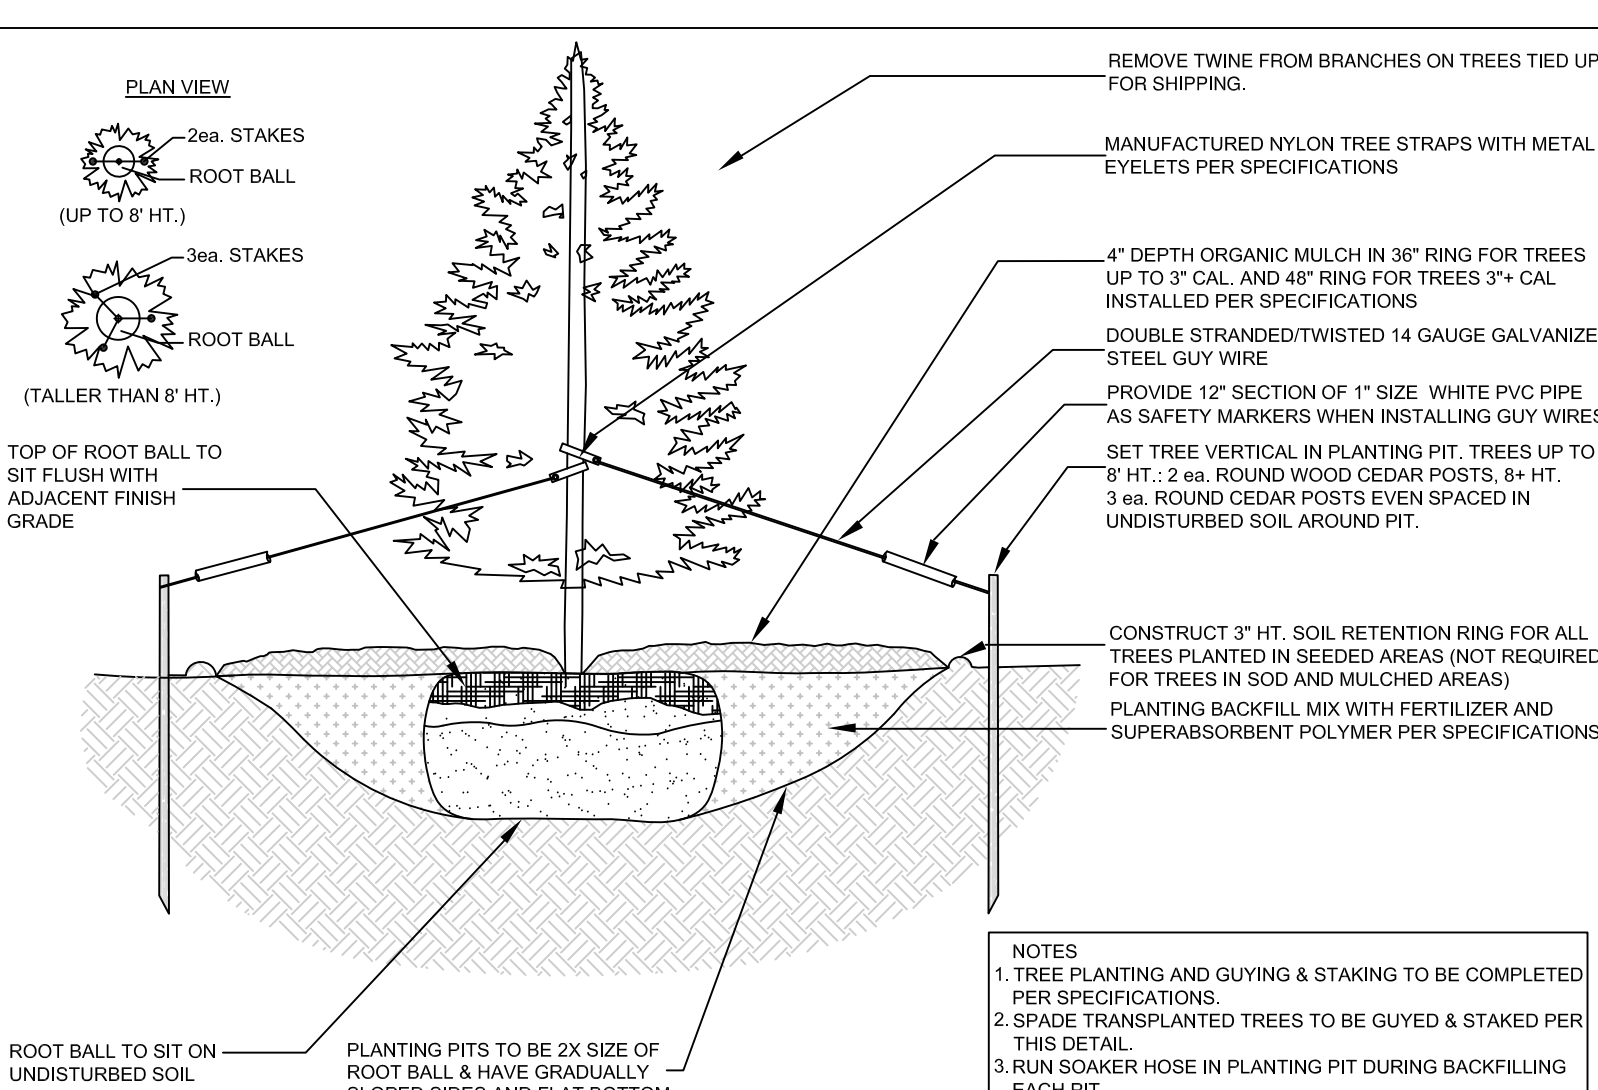 PLAN VIEW
2ea. STAKES
ROOT BALL
(UP TO 8' HT.)
3ea. STAKES
ROOT BALL
(TALLER THAN 8' HT.)
TOP OF ROOT BALL TO
SIT FLUSH WITH
ADJACENT FINISH
GRADE
REMOVE TWINE FROM BRANCHES ON TREES TIED UP
FOR SHIPPING.
MANUFACTURED NYLON TREE STRAPS WITH METAL
EYELETS PER SPECIFICATIONS
4" DEPTH ORGANIC MULCH IN 36" RING FOR TREES
UP TO 3" CAL. AND 48" RING FOR TREES 3"+ CAL
INSTALLED PER SPECIFICATIONS
DOUBLE STRANDED/TWISTED 14 GAUGE GALVANIZE
STEEL GUY WIRE
PROVIDE 12" SECTION OF 1" SIZE WHITE PVC PIPE
AS SAFETY MARKERS WHEN INSTALLING GUY WIRES
SET TREE VERTICAL IN PLANTING PIT. TREES UP TO
8' HT.: 2 ea. ROUND WOOD CEDAR POSTS, 8+ HT.
3 ea. ROUND CEDAR POSTS EVEN SPACED IN
UNDISTURBED SOIL AROUND PIT.
CONSTRUCT 3" HT. SOIL RETENTION RING FOR ALL
TREES PLANTED IN SEEDED AREAS (NOT REQUIRED
FOR TREES IN SOD AND MULCHED AREAS)
PLANTING BACKFILL MIX WITH FERTILIZER AND
SUPERABSORBENT POLYMER PER SPECIFICATIONS
ROOT BALL TO SIT ON
UNDISTURBED SOIL
PLANTING PITS TO BE 2X SIZE OF
ROOT BALL & HAVE GRADUALLY
SLOPED SIDES AND FLAT BOTTOM
NOTES
1. TREE PLANTING AND GUYING & STAKING TO BE COMPLETED
PER SPECIFICATIONS.
2. SPADE TRANSPLANTED TREES TO BE GUYED & STAKED PER
THIS DETAIL.
3. RUN SOAKER HOSE IN PLANTING PIT DURING BACKFILLING
EACH PIT